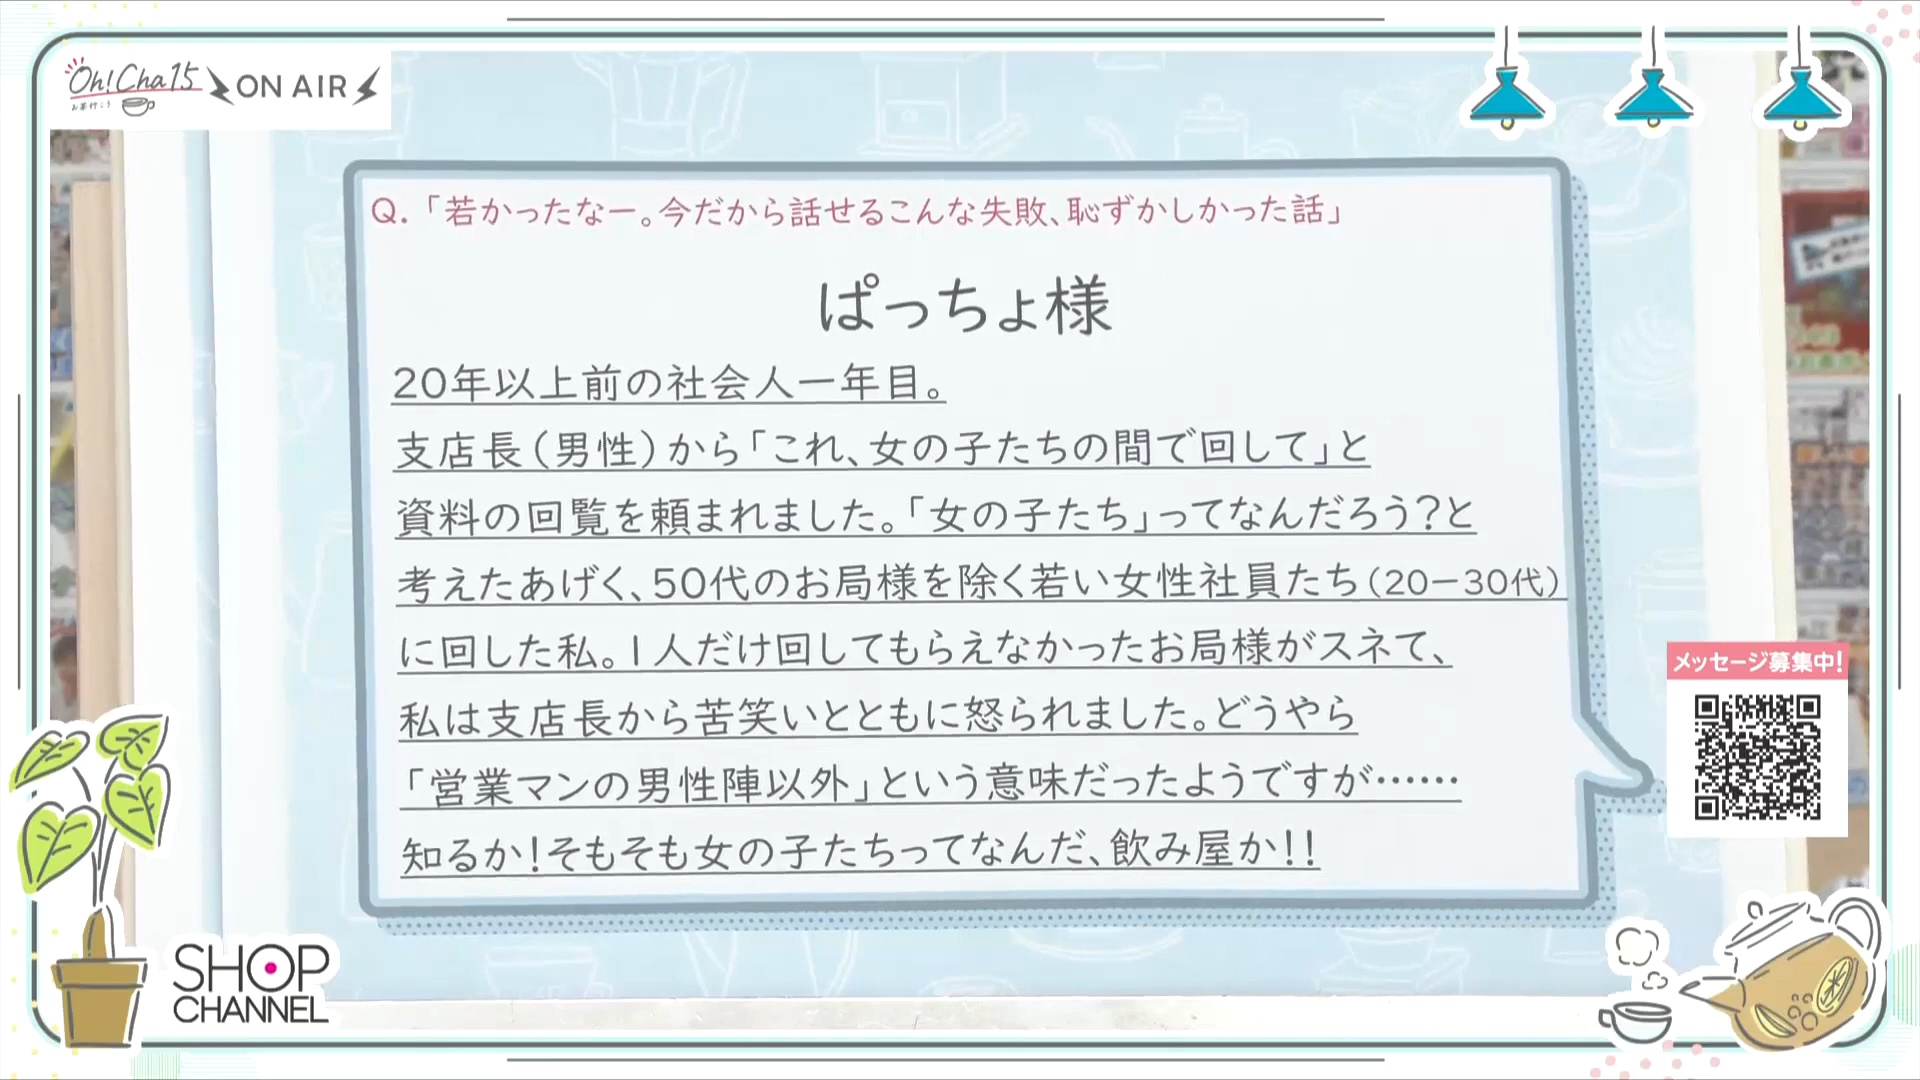 Oh!Cha15
お茶行こう
ON AIR
Q.「若かったなー。今だから話せるこんな失敗、恥ずかしかった話」
ぱっちょ様
20年以上前の社会人一年目。
支店長（男性）から「これ、女の子たちの間で回して」と
資料の回覧を頼まれました。「女の子たち」ってなんだろう？と
考えたあげく、50代のお局様を除く若い女性社員たち（20－30代）
に回した私。1人だけ回してもらえなかったお局様がスネて、
私は支店長から苦笑いとともに怒られました。どうやら
「営業マンの男性陣以外」という意味だったようですが……
知るか！そもそも女の子たちってなんだ、飲み屋か！！
メッセージ募集中！
SHOP
CHANNEL